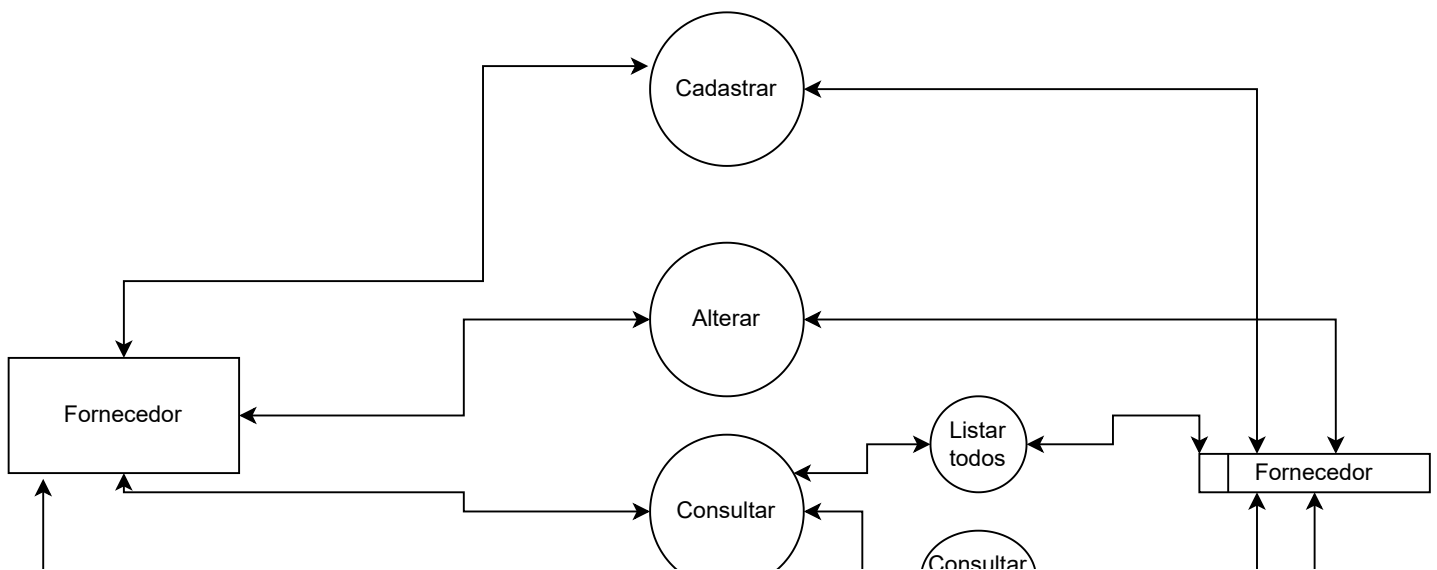 Cadastrar
Alterar
Fornecedor
Listar
todos
Fornecedor
Consultar
Consultar